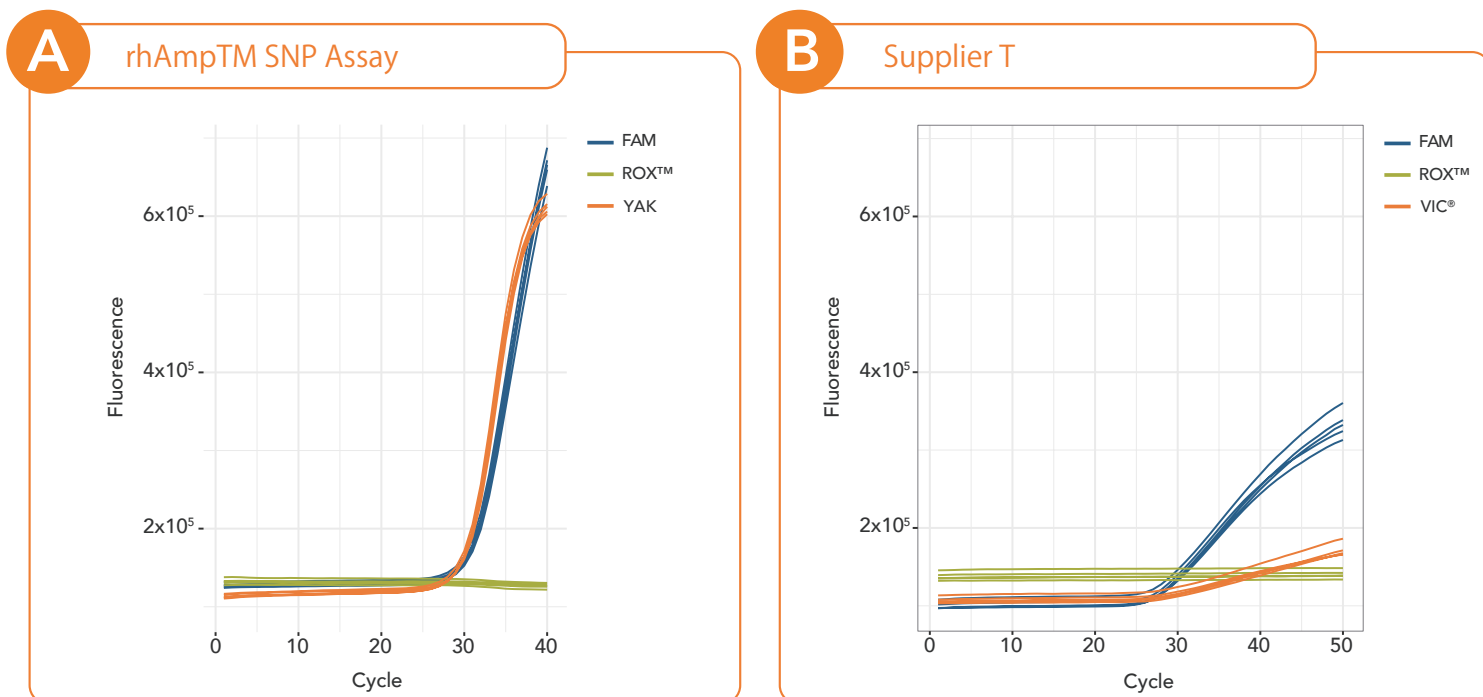 A
rhAmpTM SNP Assay
Fluorescence
6x10⁵
4x10⁵
2x10⁵
0 10 20 30 40
Cycle
FAM
ROX™
YAK
B
Supplier T
Fluorescence
6x10⁵
4x10⁵
2x10⁵
0 10 20 30 40 50
Cycle
FAM
ROX™
VIC®